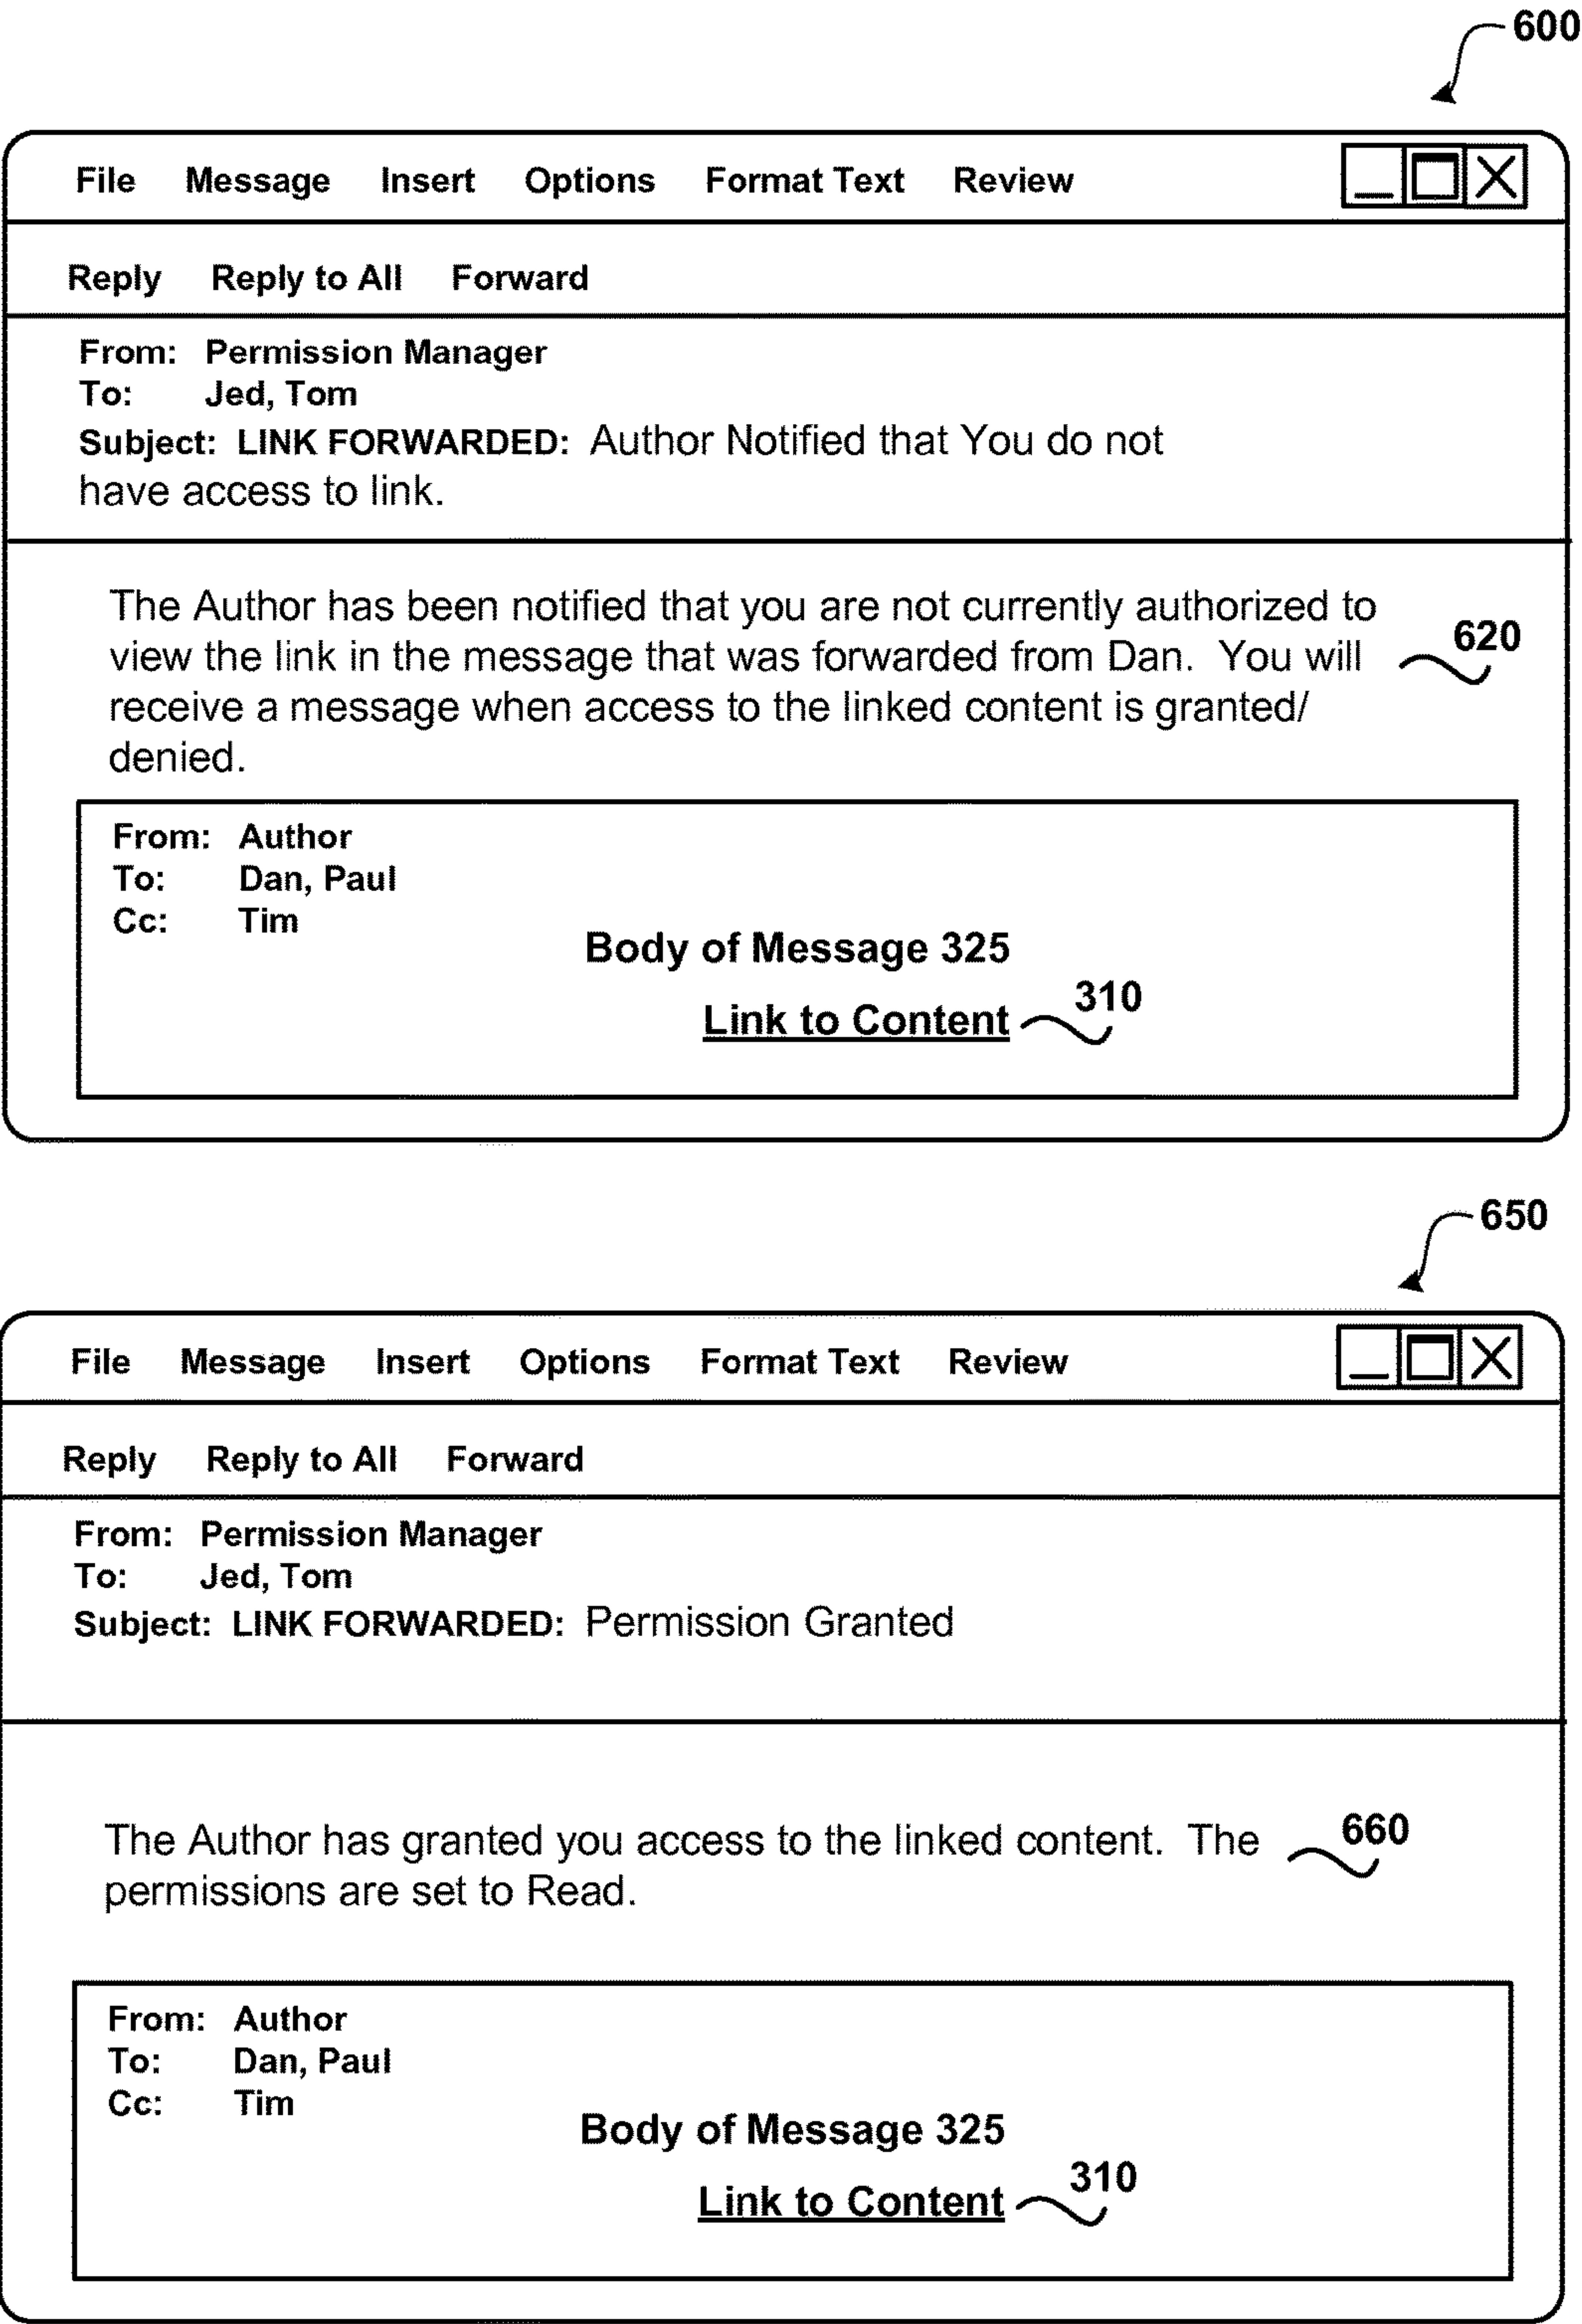 600
File Message Insert Options Format Text Review
Reply Reply to All Forward
From: Permission Manager
To: Jed, Tom
Subject: LINK FORWARDED: Author Notified that You do not
have access to link.
The Author has been notified that you are not currently authorized to
view the link in the message that was forwarded from Dan. You will
receive a message when access to the linked content is granted/
denied.
620
From: Author
To: Dan, Paul
Cc: Tim
Body of Message 325
Link to Content
310
650
File Message Insert Options Format Text Review
Reply Reply to All Forward
From: Permission Manager
To: Jed, Tom
Subject: LINK FORWARDED: Permission Granted
The Author has granted you access to the linked content. The
permissions are set to Read.
660
From: Author
To: Dan, Paul
Cc: Tim
Body of Message 325
Link to Content
310